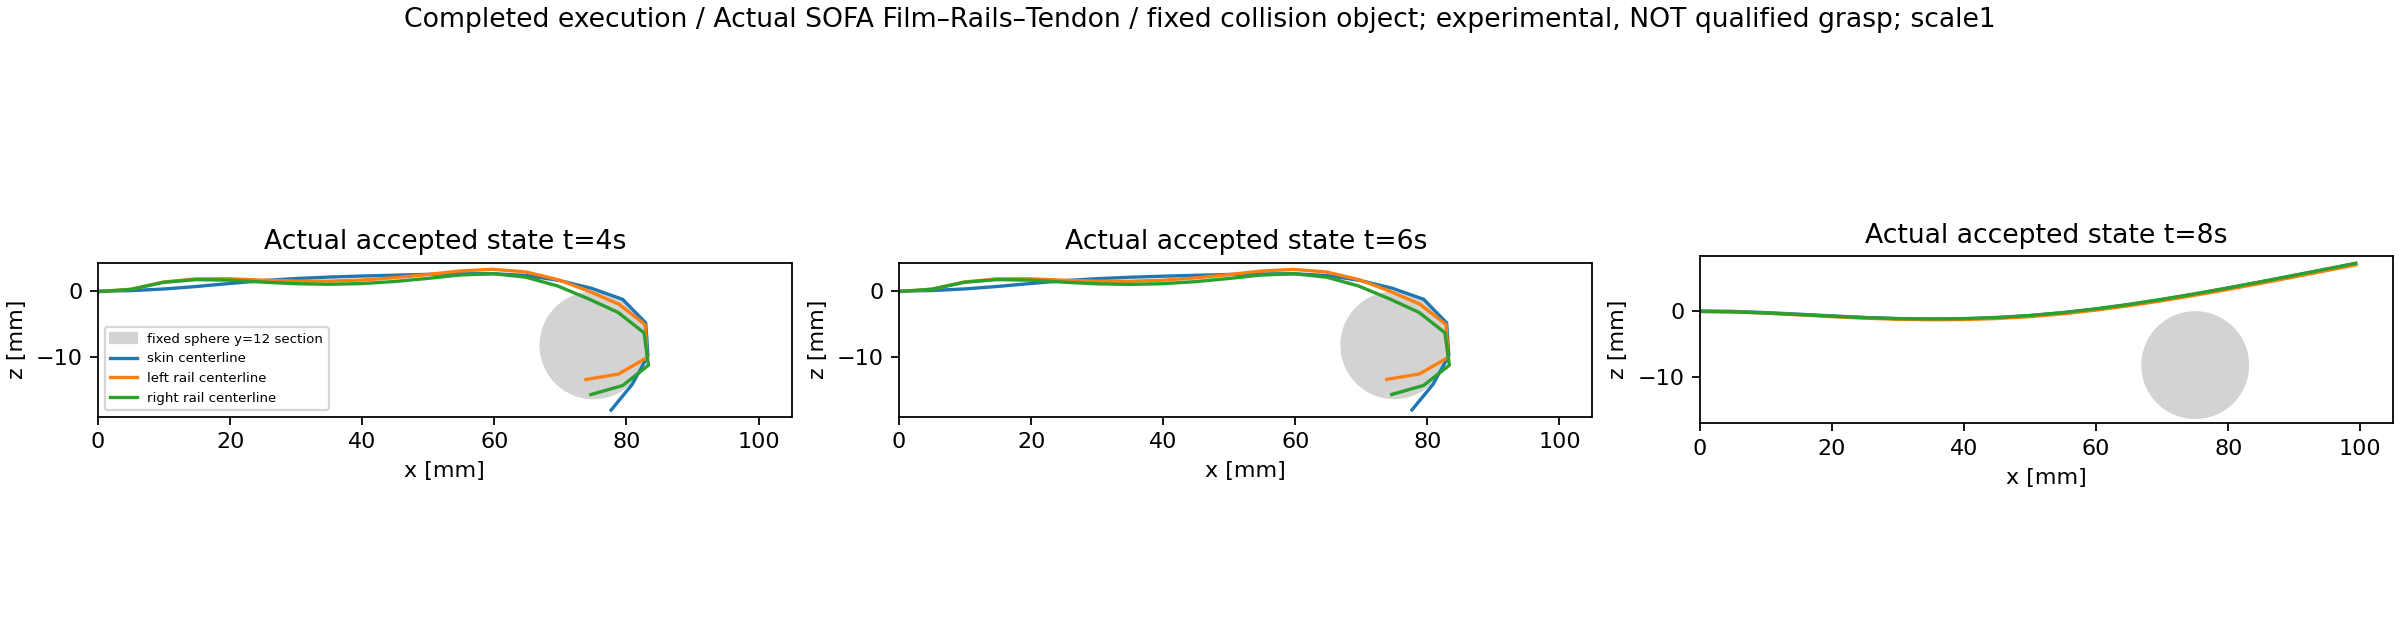 Completed execution / Actual SOFA Film–Rails–Tendon / fixed collision object; experimental, NOT qualified grasp; scale1
Actual accepted state t=4s
z [mm]
0
−10
fixed sphere y=12 section
skin centerline
left rail centerline
right rail centerline
0 20 40 60 80 100
x [mm]
Actual accepted state t=6s
z [mm]
0
−10
0 20 40 60 80 100
x [mm]
Actual accepted state t=8s
z [mm]
0
−10
0 20 40 60 80 100
x [mm]